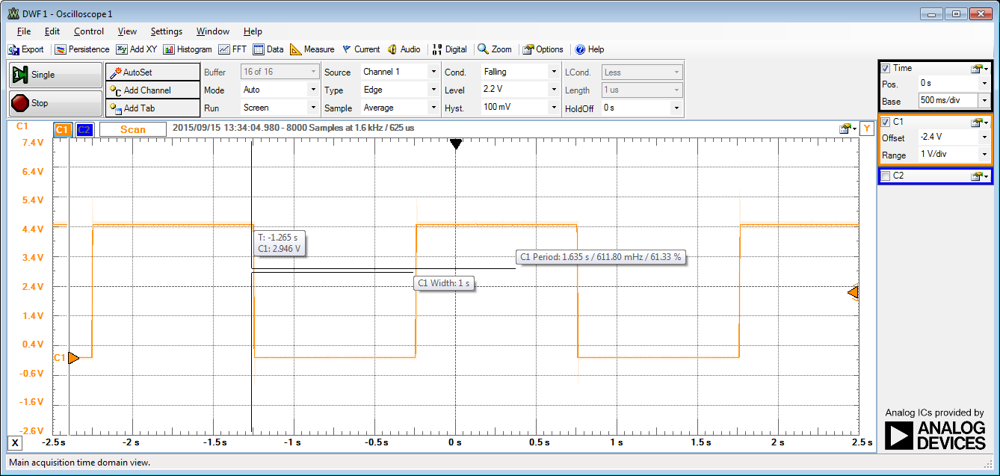 DWF1 - Oscilloscope1
File Edit Control View Settings Window Help
Export Persistence Add XY Histogram FFT Data Measure Current Audio Digital Zoom Options Help
Single AutoSet Buffer 16 of 16 Source Channel 1 Cond. Falling LCond. Less
Add Channel Mode Auto Type Edge Level 2.2 V Length 1 us
Stop Add Tab Run Screen Sample Average Hyst. 100 mV HoldOff 0 s
Time
Pos. 0 s
Base 500 ms/div
C1
Offset -2.4 V
Range 1 V/div
C2
C1 C1 C2 Scan 2015/09/15 13:34:04.980 - 8000 Samples at 1.6 kHz / 625 us Y
7.4 V
6.4 V
5.4 V
4.4 V
T: -1.265 s
C1: 2.946 V
3.4 V C1 Period: 1.635 s / 611.80 mHz / 61.33 %
2.4 V C1 Width: 1 s
1.4 V
0.4 V
C1
-0.6 V
-1.6 V
-2.6 V
X -2.5 s -2 s -1.5 s -1 s -0.5 s 0 s 0.5 s 1 s 1.5 s 2 s 2.5 s
Analog ICs provided by
ANALOG
DEVICES
Main acquisition time domain view.